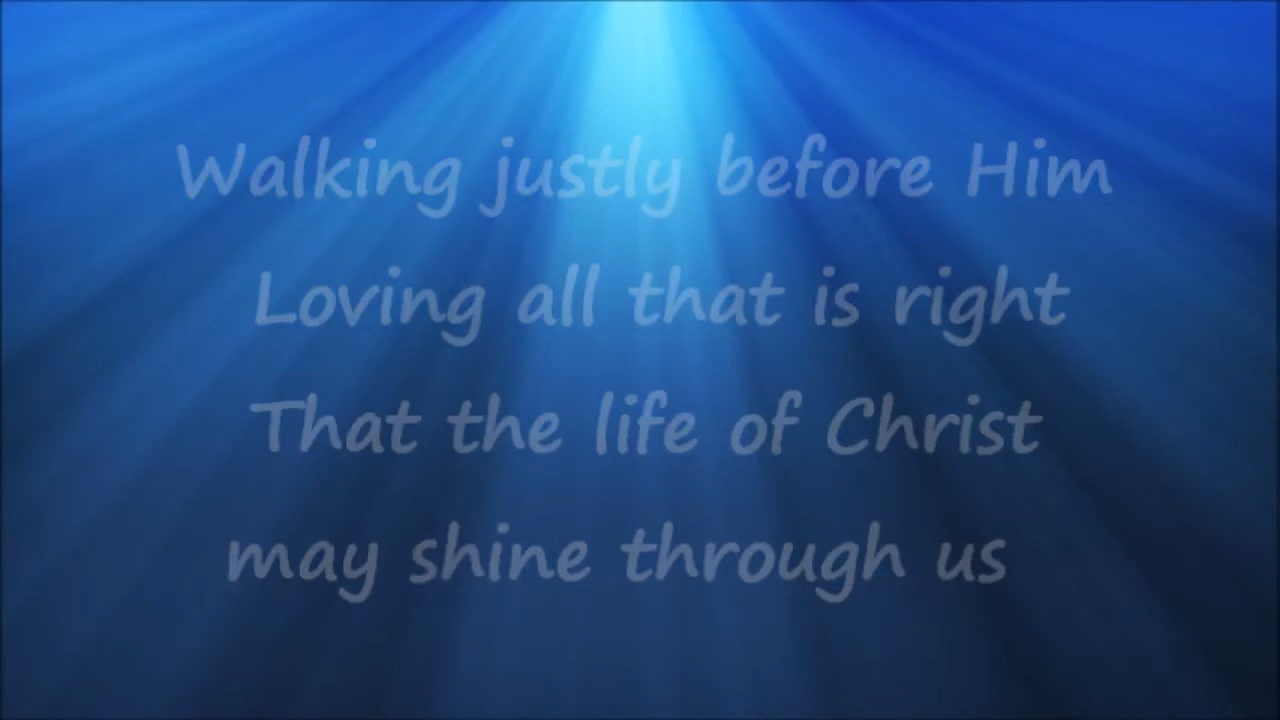 Walking justly before Him
Loving all that is right
That the life of Christ
may shine through us